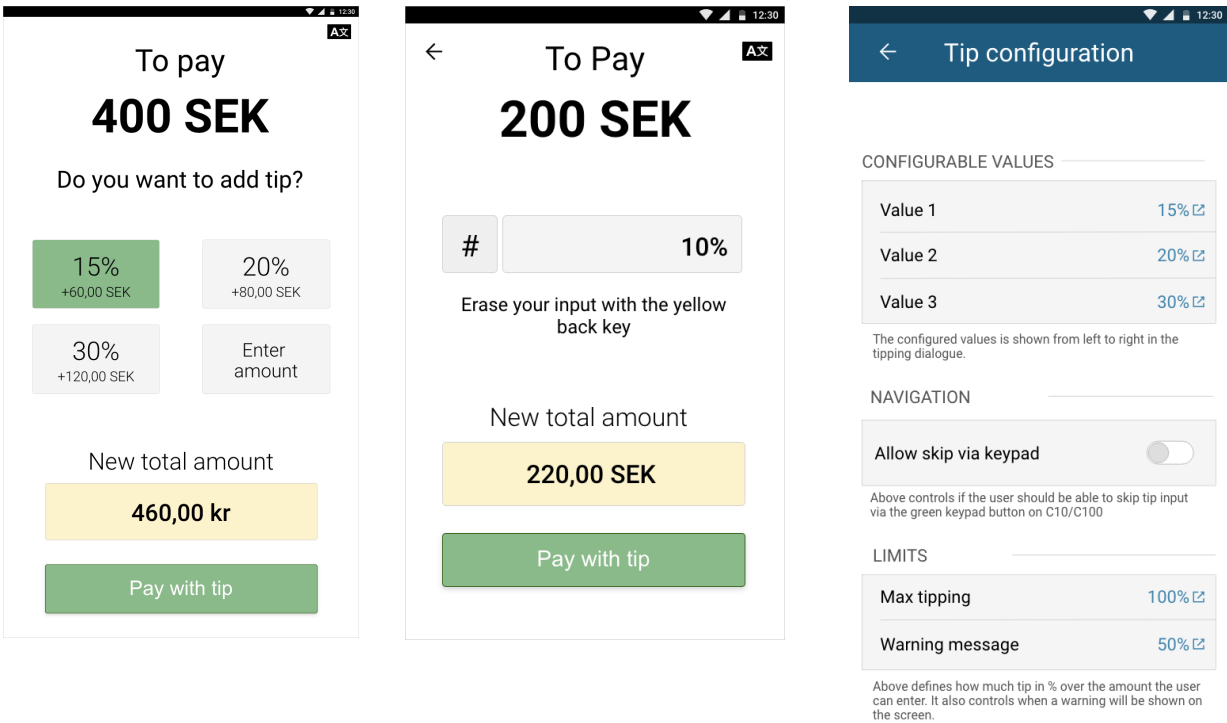 12:30
A文
To pay
400 SEK
Do you want to add tip?
15%
+60,00 SEK
20%
+80,00 SEK
30%
+120,00 SEK
Enter
amount
New total amount
460,00 kr
Pay with tip
12:30
A文
To Pay
200 SEK
#
10%
Erase your input with the yellow
back key
New total amount
220,00 SEK
Pay with tip
12:30
Tip configuration
CONFIGURABLE VALUES
Value 1 15%
Value 2 20%
Value 3 30%
The configured values is shown from left to right in the
tipping dialogue.
NAVIGATION
Allow skip via keypad
Above controls if the user should be able to skip tip input
via the green keypad button on C10/C100
LIMITS
Max tipping 100%
Warning message 50%
Above defines how much tip in % over the amount the user
can enter. It also controls when a warning will be shown on
the screen.